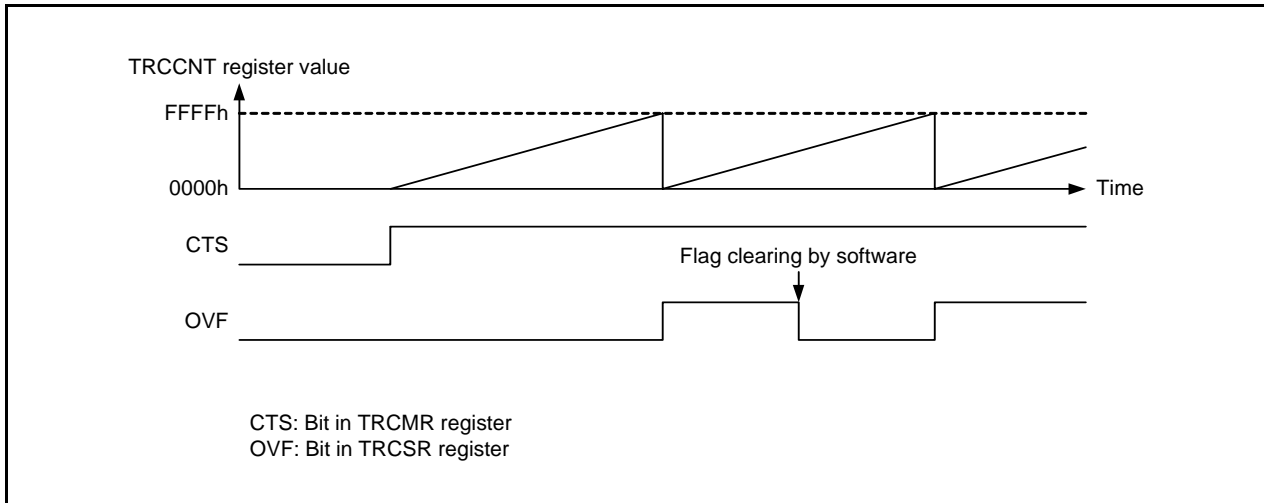 TRCCNT register value
FFFFh
0000h
Time
CTS
Flag clearing by software
OVF
CTS: Bit in TRCMR register
OVF: Bit in TRCSR register